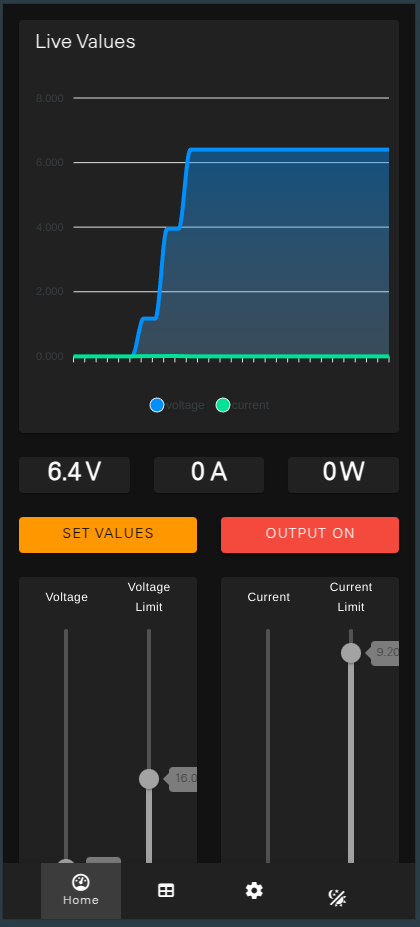 Live Values
8.000
6.000
4.000
2.000
0.000
voltage current
6.4 V 0 A 0 W
SET VALUES OUTPUT ON
Voltage
Voltage Limit
Current
Current Limit
9.20
16.0
Home